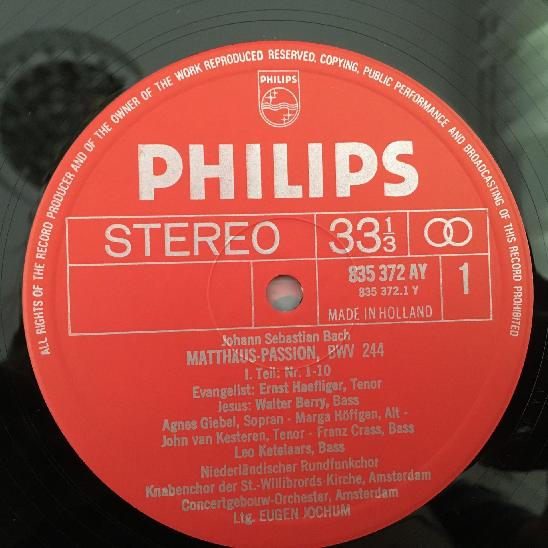 ALL RIGHTS OF THE RECORD PRODUCER AND OF THE OWNER OF THE WORK REPRODUCED RESERVED. COPYING, PUBLIC PERFORMANCE AND BROADCASTING OF THIS RECORD PROHIBITED
PHILIPS
PHILIPS
STEREO 33 1/3
835 372 AY 1
835 372.1 Y
MADE IN HOLLAND
Johann Sebastian Bach
MATTHÄUS-PASSION, BWV 244
I. Teil: Nr. 1-10
Evangelist: Ernst Haefliger, Tenor
Jesus: Walter Berry, Bass
Agnes Giebel, Sopran - Marga Höffgen, Alt -
John van Kesteren, Tenor - Franz Crass, Bass
Leo Ketelaars, Bass
Niederländischer Rundfunkchor
Knabenchor der St.-Willibrords-Kirche, Amsterdam
Concertgebouw-Orchester, Amsterdam
Ltg. EUGEN JOCHUM